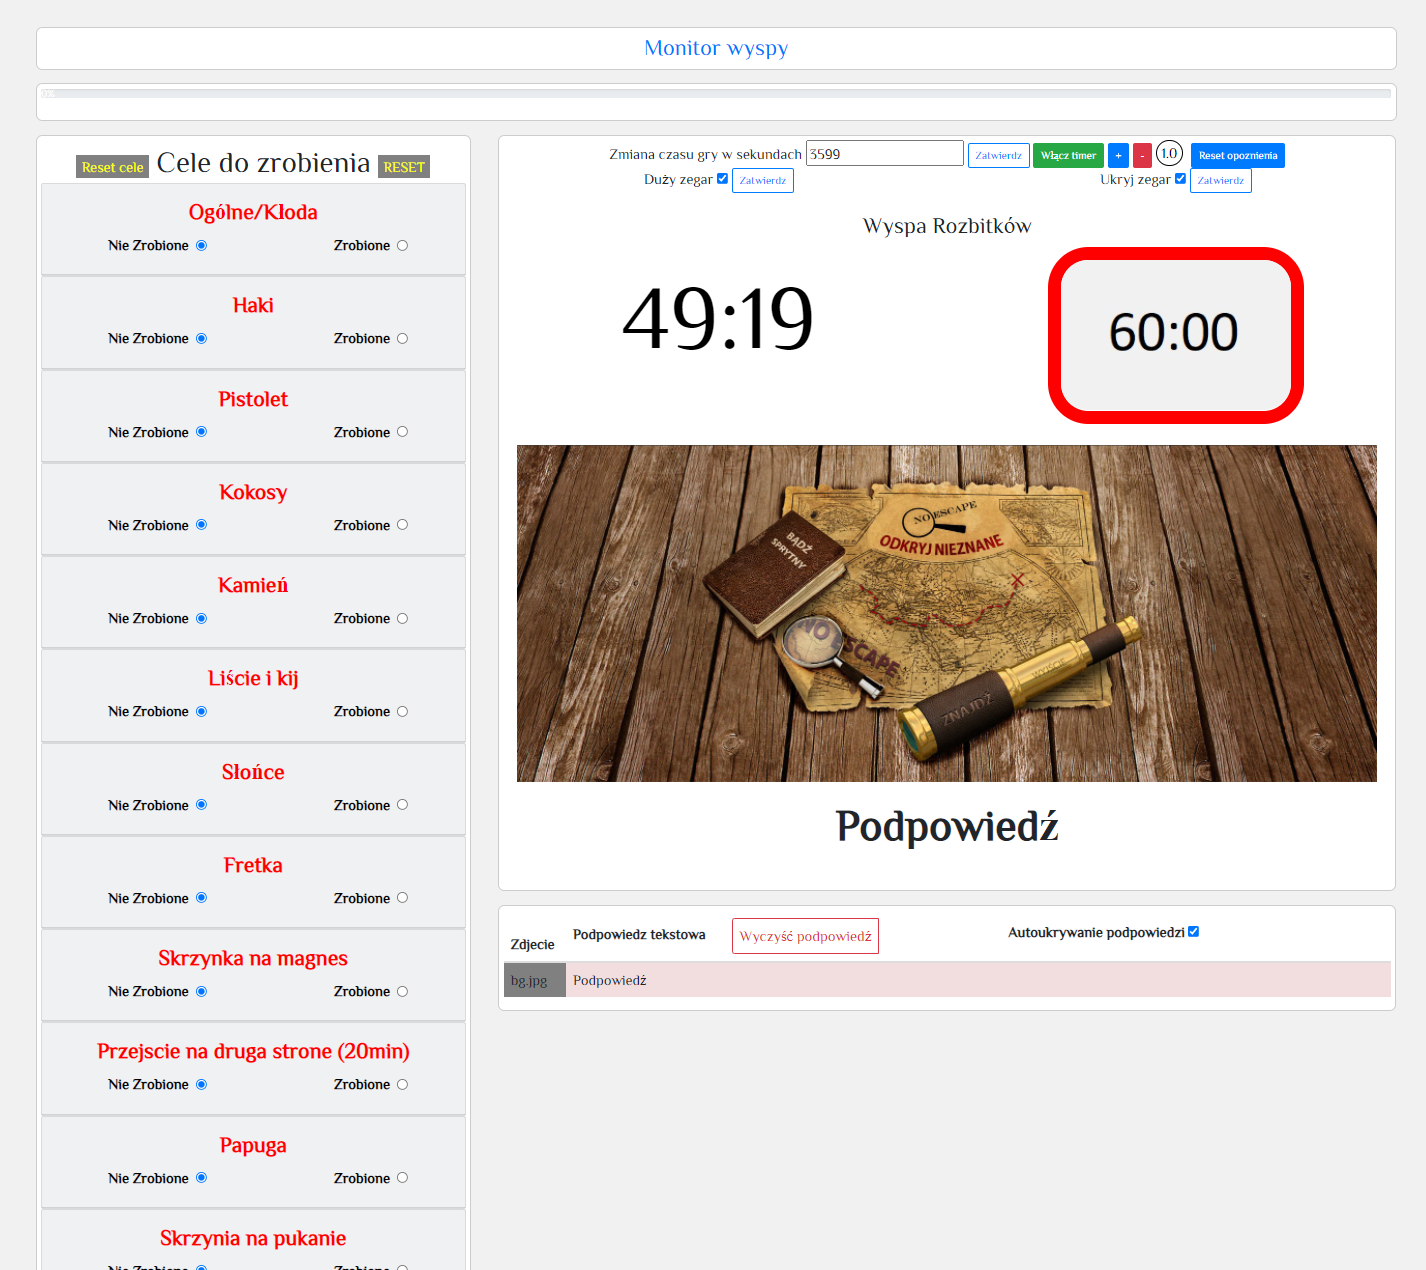 Monitor wyspy
Reset cele Cele do zrobienia RESET
Ogólne/Kłoda
Nie Zrobione Zrobione
Haki
Nie Zrobione Zrobione
Pistolet
Nie Zrobione Zrobione
Kokosy
Nie Zrobione Zrobione
Kamień
Nie Zrobione Zrobione
Liście i kij
Nie Zrobione Zrobione
Słońce
Nie Zrobione Zrobione
Fretka
Nie Zrobione Zrobione
Skrzynka na magnes
Nie Zrobione Zrobione
Przejscie na druga strone (20min)
Nie Zrobione Zrobione
Papuga
Nie Zrobione Zrobione
Skrzynia na pukanie
Nie Zrobione Zrobione
Zmiana czasu gry w sekundach 3599 Zatwierdz Włącz timer + - 1.0 Reset opoznienia
Duży zegar Zatwierdz Ukryj zegar Zatwierdz
Wyspa Rozbitków
49:19 60:00
NO ESCAPE
ODKRYJ NIEZNANE
BĄDŹ
SPRYTNY
NO ESCAPE
WYJŚCIE
ZNAJDŹ
Podpowiedź
Zdjecie Podpowiedz tekstowa Wyczyść podpowiedź Autoukrywanie podpowiedzi
bg.jpg Podpowiedź